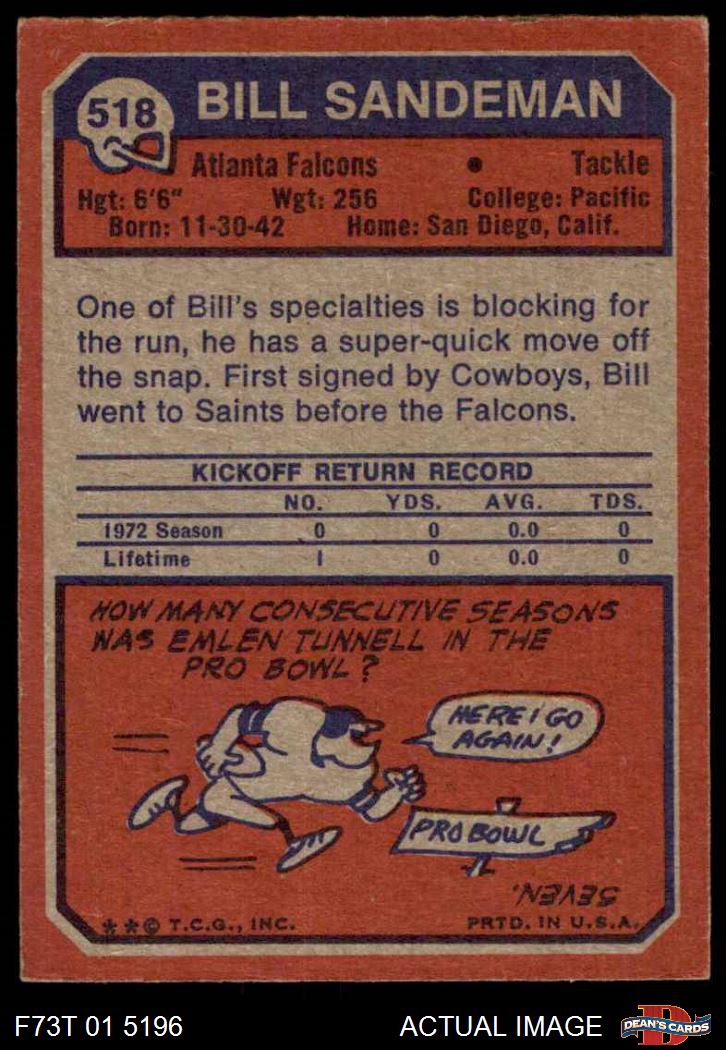 518 BILL SANDEMAN
Atlanta Falcons • Tackle
Hgt: 6'6" Wgt: 256 College: Pacific
Born: 11-30-42 Home: San Diego, Calif.
One of Bill's specialties is blocking for
the run, he has a super-quick move off
the snap. First signed by Cowboys, Bill
went to Saints before the Falcons.
KICKOFF RETURN RECORD
NO. YDS. AVG. TDS.
1972 Season 0 0 0.0 0
Lifetime 1 0 0.0 0
HOW MANY CONSECUTIVE SEASONS
WAS EMLEN TUNNELL IN THE
PRO BOWL?
HERE I GO
AGAIN!
PRO BOWL
SEVEN.
* * © T.C.G., INC. PRTD. IN U.S.A.
F73T 01 5196 ACTUAL IMAGE D DEAN'S CARDS